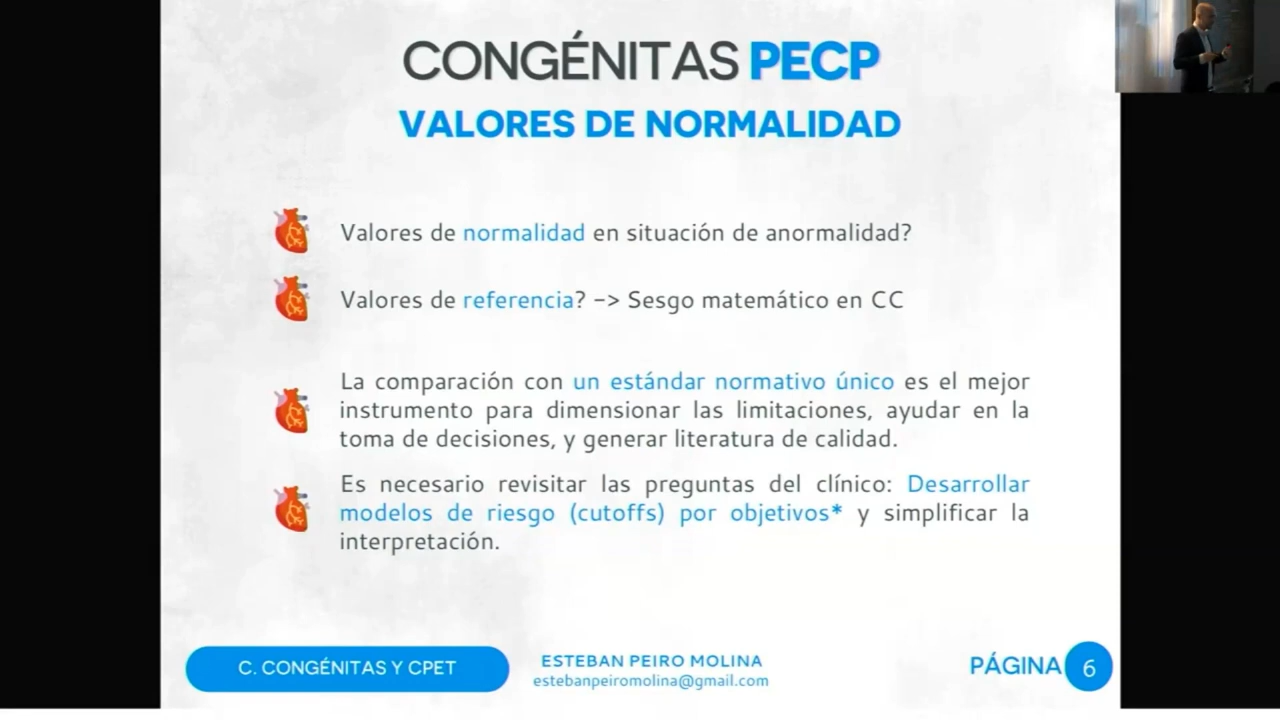 CONGÉNITAS PECP
VALORES DE NORMALIDAD
Valores de normalidad en situación de anormalidad?
Valores de referencia? -> Sesgo matemático en CC
La comparación con un estándar normativo único es el mejor
instrumento para dimensionar las limitaciones, ayudar en la
toma de decisiones, y generar literatura de calidad.
Es necesario revisitar las preguntas del clínico: Desarrollar
modelos de riesgo (cutoffs) por objetivos* y simplificar la
interpretación.
C. CONGÉNITAS Y CPET
ESTEBAN PEIRO MOLINA
estebanpeiromolina@gmail.com
PÁGINA 6